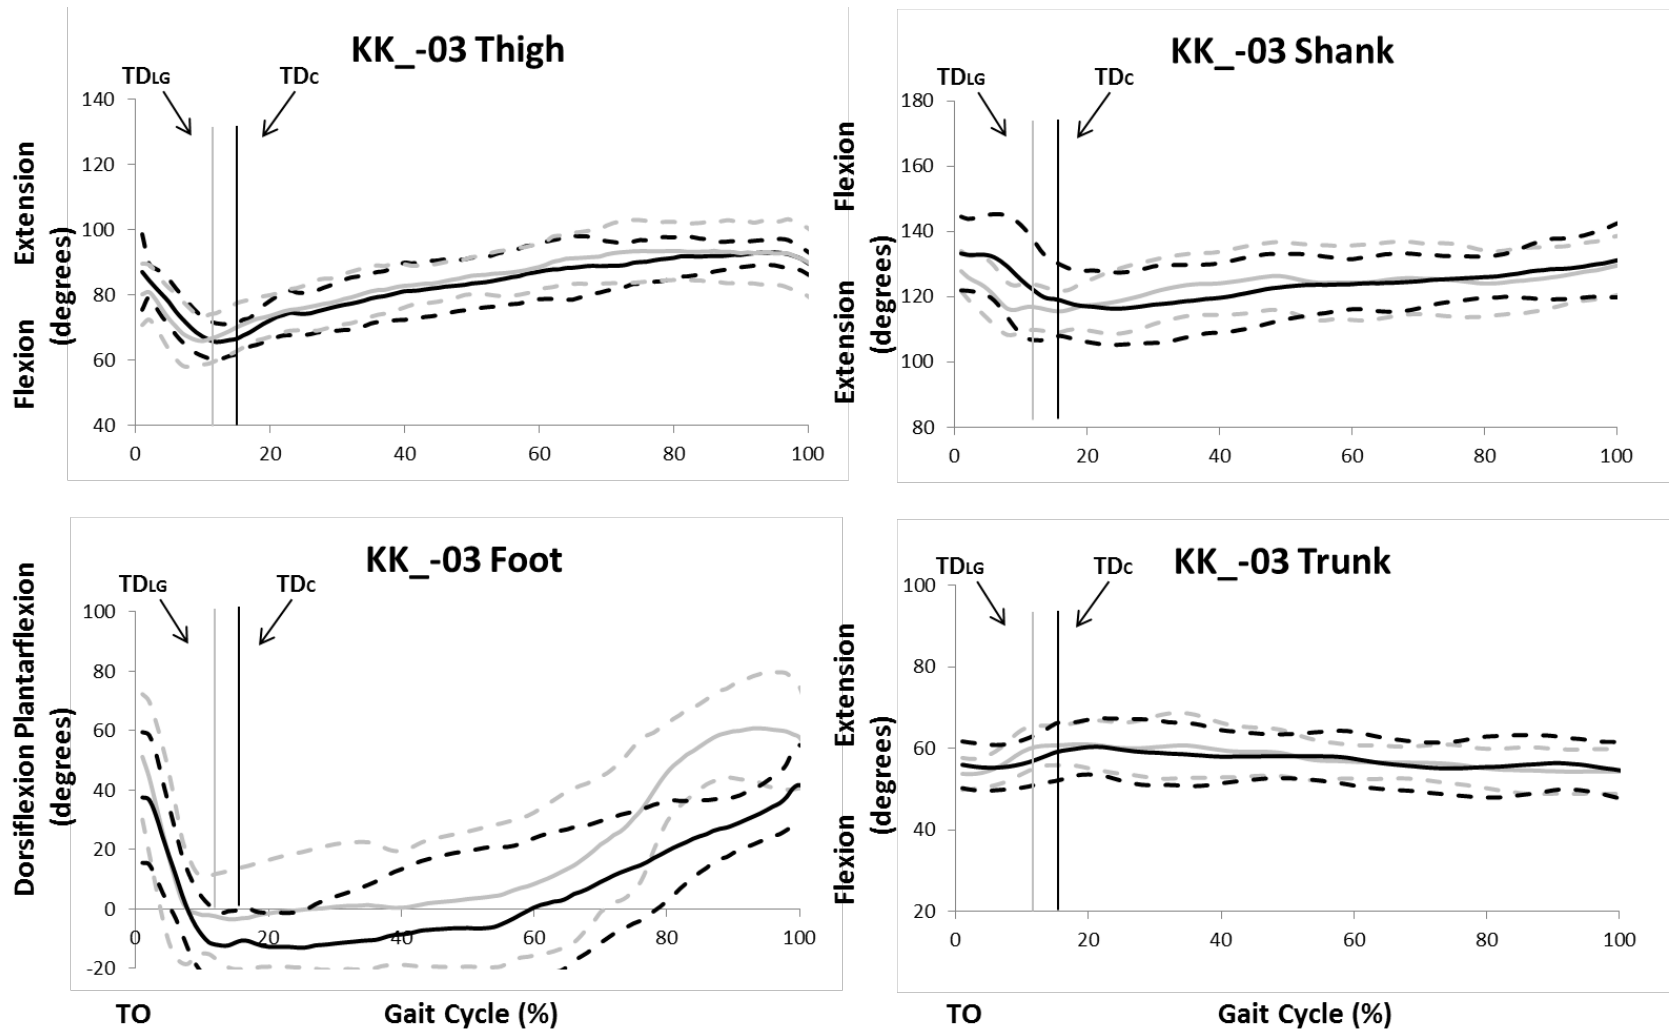 KK_-03 Thigh
TDLG
TDC
Extension
Flexion
(degrees)
140
120
100
80
60
40
0
20
40
60
80
100
KK_-03 Shank
TDLG
TDC
Flexion
Extension
(degrees)
180
160
140
120
100
80
0
20
40
60
80
100
KK_-03 Foot
TDLG
TDC
Dorsiflexion Plantarflexion
(degrees)
100
80
60
40
20
0
-20
0
20
40
60
80
100
TO
Gait Cycle (%)
KK_-03 Trunk
TDLG
TDC
Extension
Flexion
(degrees)
100
80
60
40
20
0
20
40
60
80
100
TO
Gait Cycle (%)